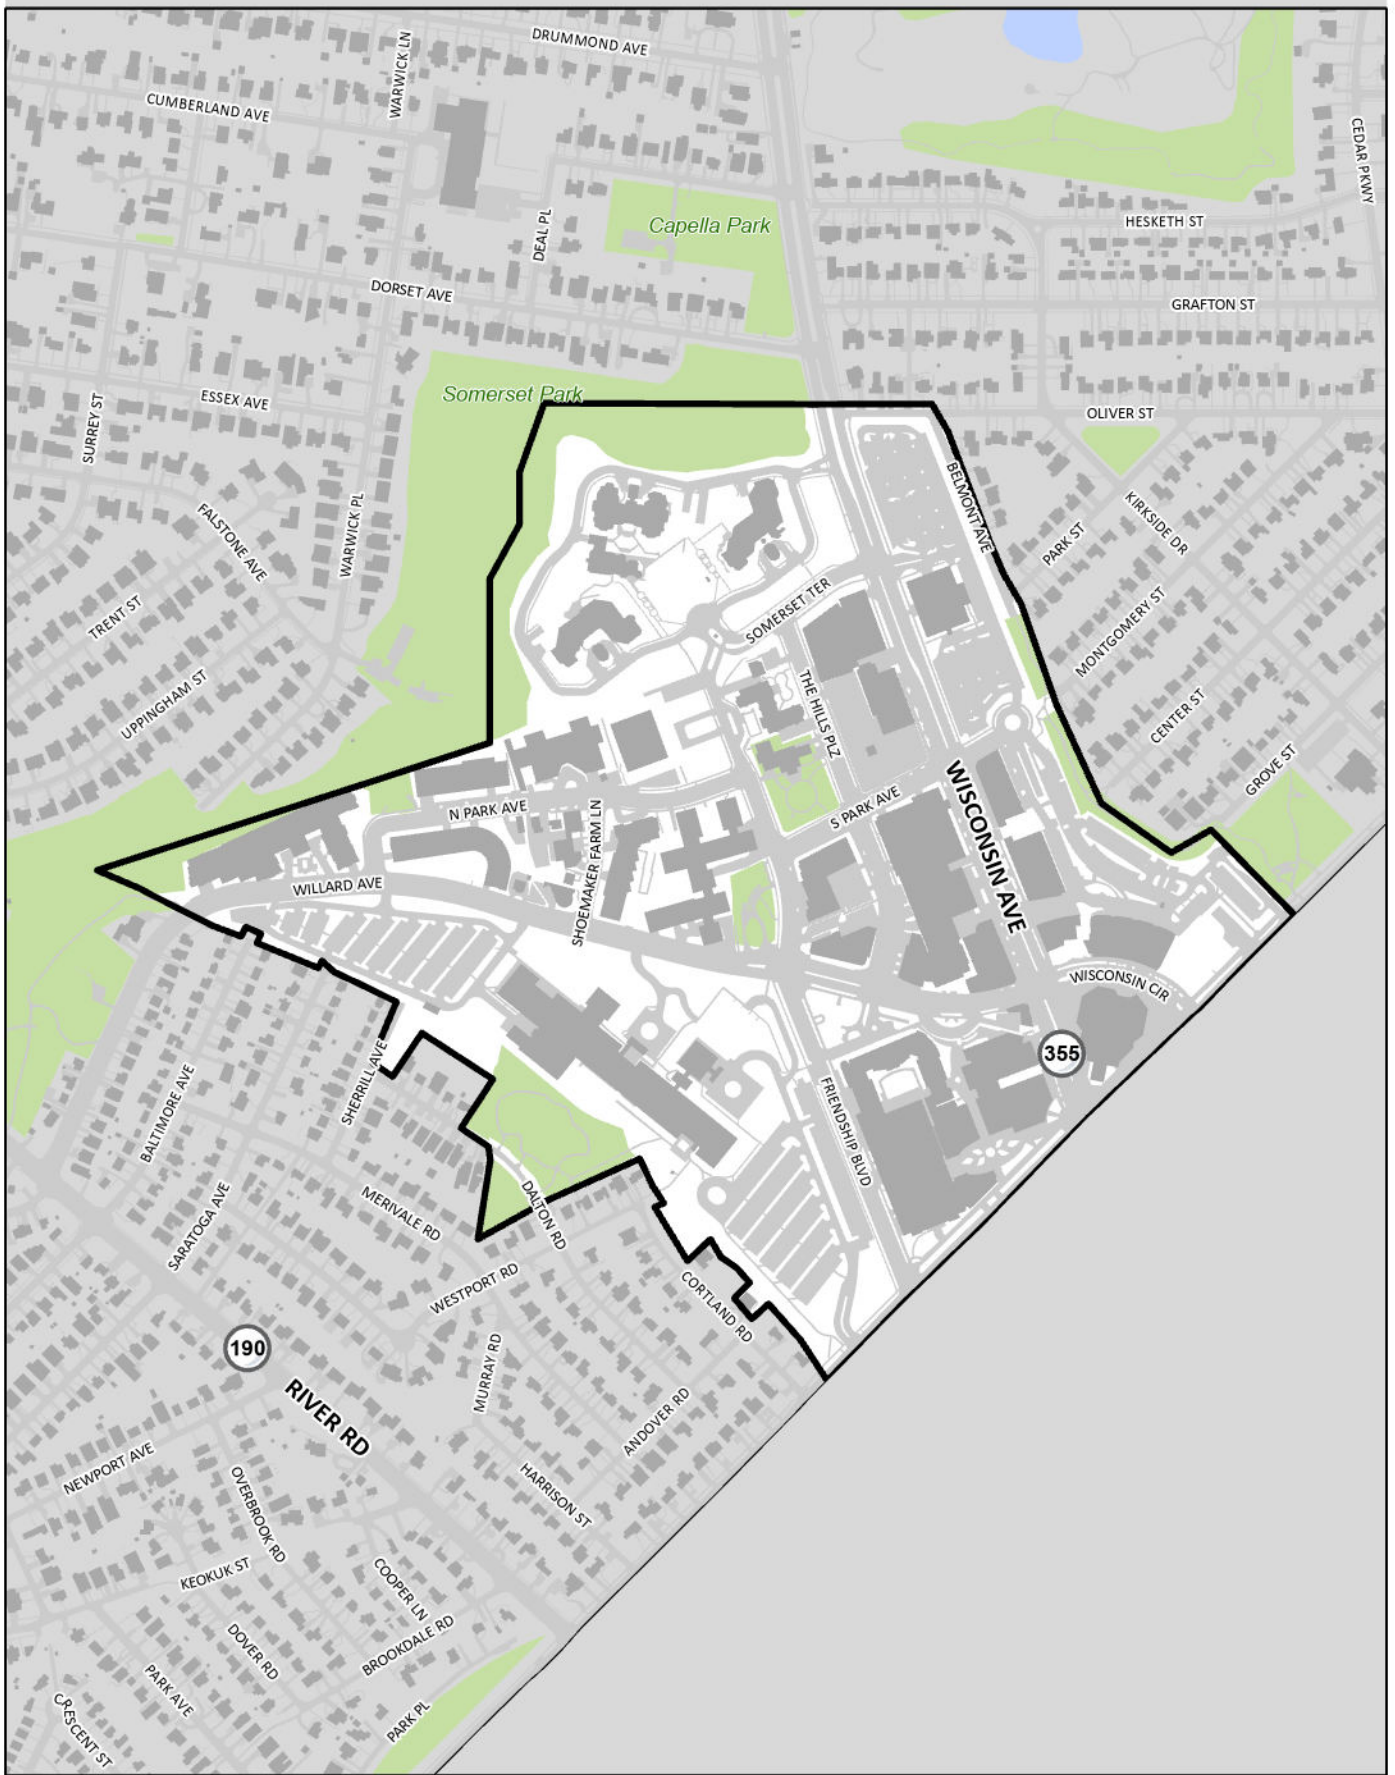 DRUMMOND AVE
WARWICK LN
CUMBERLAND AVE
CEDAR PKWY
Capella Park
HESKETH ST
DEAL PL
DORSET AVE
GRAFTON ST
Somerset Park
ESSEX AVE
OLIVER ST
SURREY ST
BELMONT AVE
WARWICK PL
FALSTONE AVE
KIRKSIDE DR
PARK ST
TRENT ST
SOMERSET TER
MONTGOMERY ST
UPPINGHAM ST
THE HILLS PLZ
CENTER ST
GROVE ST
N PARK AVE
S PARK AVE
WISCONSIN AVE
SHOEMAKER FARM LN
WILLARD AVE
WISCONSIN CIR
355
SHERRILL AVE
BALTIMORE AVE
FRIENDSHIP BLVD
MERIVALE RD
DALTON RD
SARATOGA AVE
WESTPORT RD
CORTLAND RD
190
MURRAY RD
RIVER RD
ANDOVER RD
NEWPORT AVE
HARRISON ST
OVERBROOK RD
KEOKUK ST
COOPER LN
BROOKDALE RD
DOVER RD
PARK AVE
PARK PL
CRESCENT ST